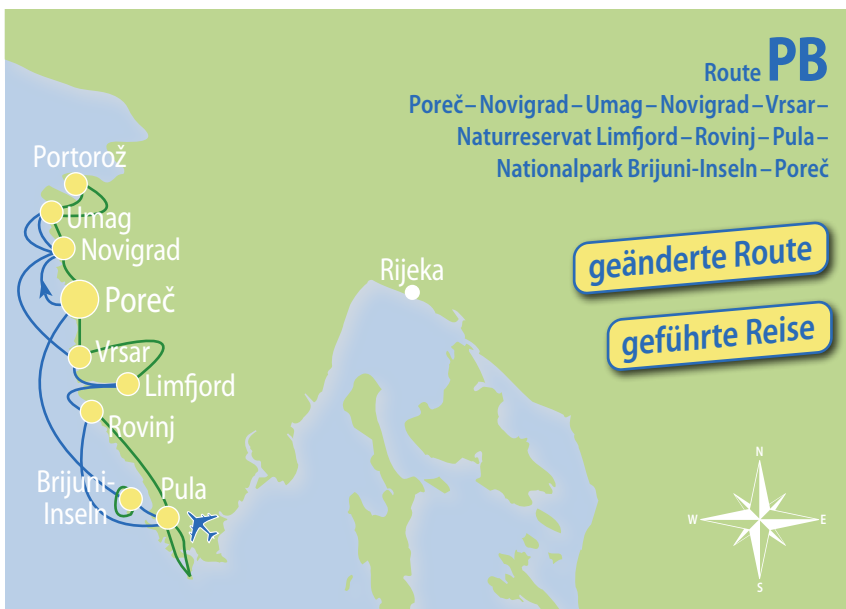 Route PB
Poreč – Novigrad – Umag – Novigrad – Vrsar –
Naturreservat Limfjord – Rovinj – Pula –
Nationalpark Brijuni-Inseln – Poreč
geänderte Route
geführte Reise
Portorož
Umag
Novigrad
Rijeka
Poreč
Vrsar
Limfjord
Rovinj
Brijuni-
Inseln
Pula
N
W
E
S